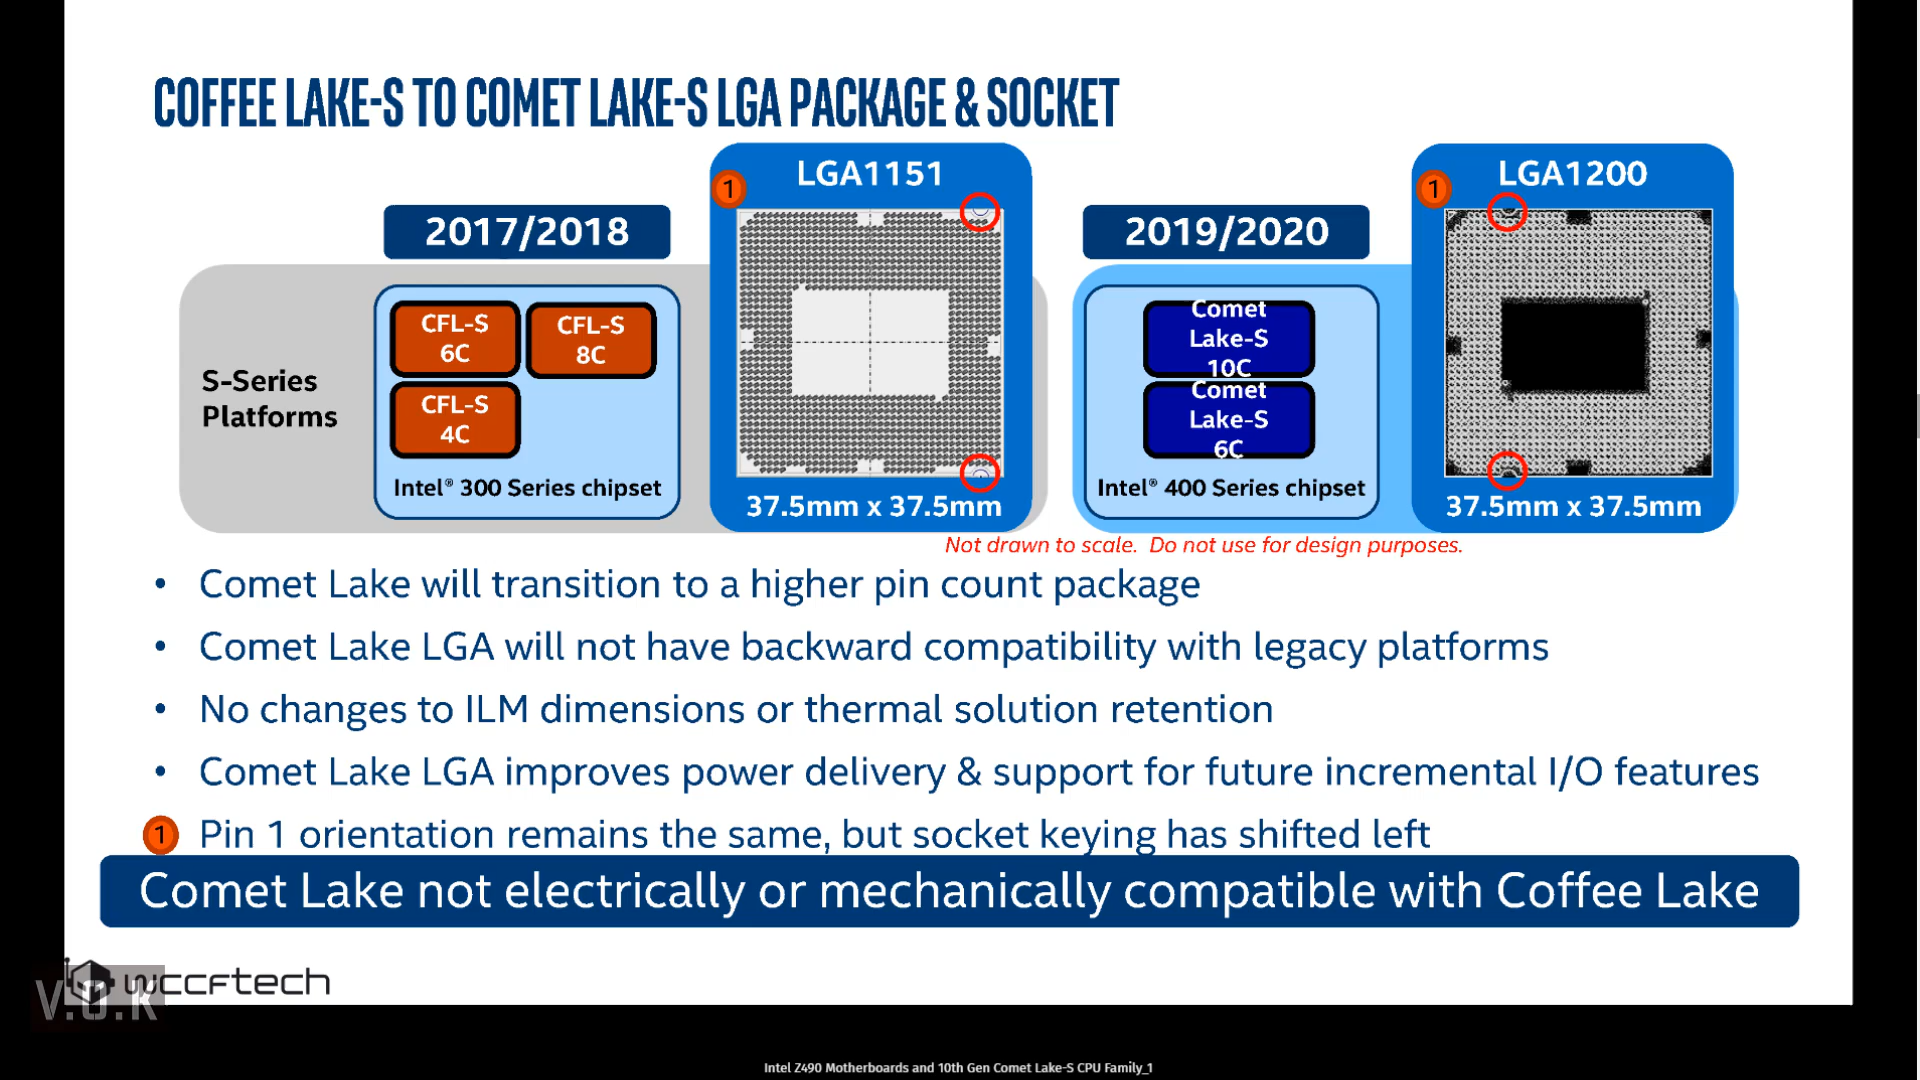 COFFEE LAKE-S TO COMET LAKE-S LGA PACKAGE & SOCKET
S-Series
Platforms
2017/2018
CFL-S
6C
CFL-S
8C
CFL-S
4C
Intel® 300 Series chipset
1
LGA1151
37.5mm x 37.5mm
2019/2020
Comet
Lake-S
10C
Comet
Lake-S
6C
Intel® 400 Series chipset
1
LGA1200
37.5mm x 37.5mm
Not drawn to scale. Do not use for design purposes.
• Comet Lake will transition to a higher pin count package
• Comet Lake LGA will not have backward compatibility with legacy platforms
• No changes to ILM dimensions or thermal solution retention
• Comet Lake LGA improves power delivery & support for future incremental I/O features
1 Pin 1 orientation remains the same, but socket keying has shifted left
Comet Lake not electrically or mechanically compatible with Coffee Lake
wccftech
V.O.K
Intel Z490 Motherboards and 10th Gen Comet Lake-S CPU Family_1